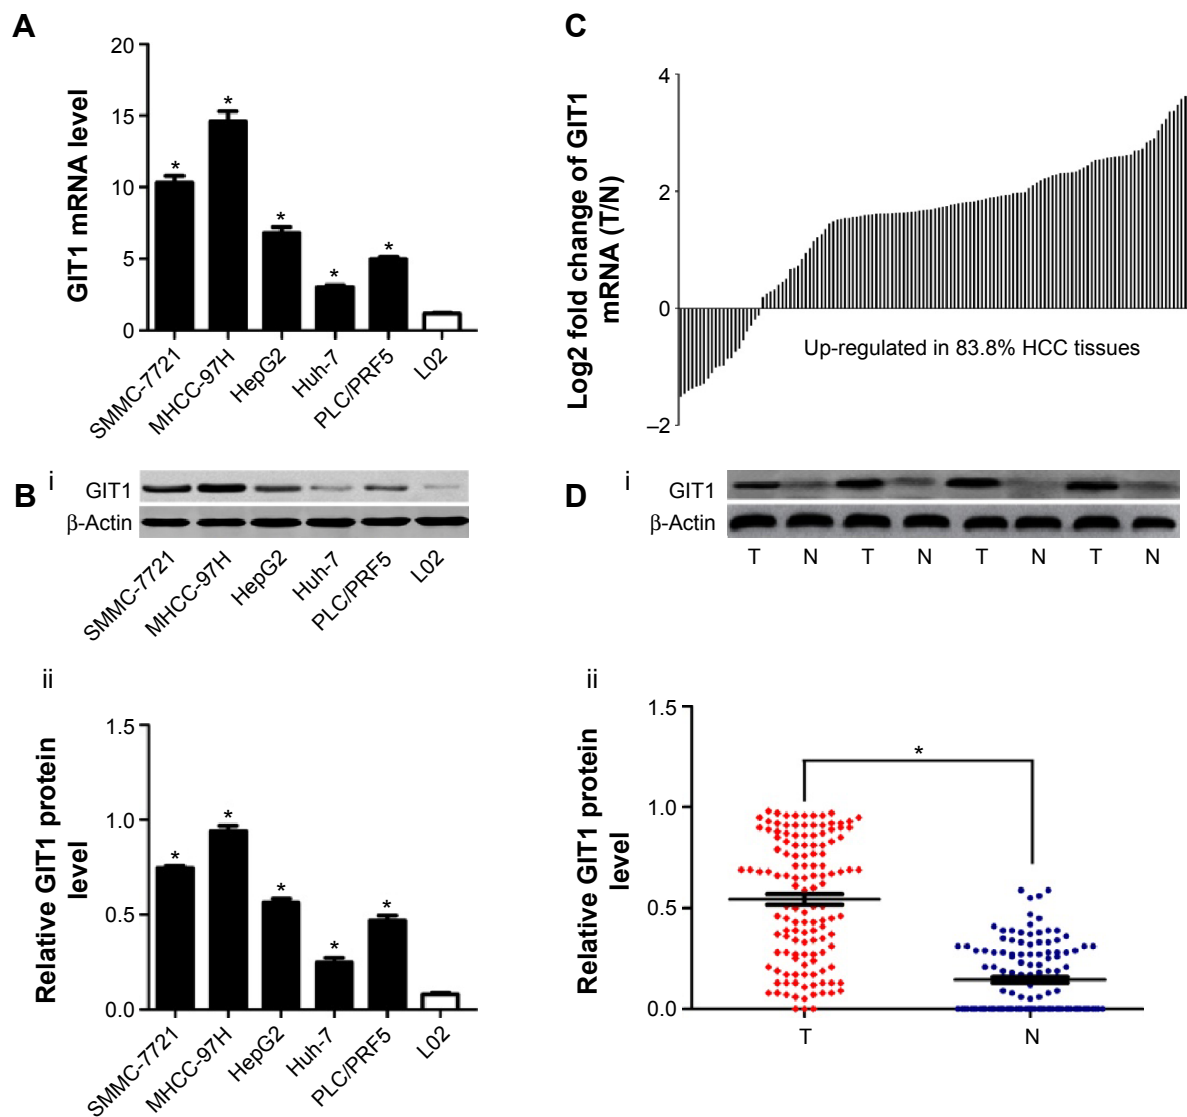 A
GIT1 mRNA level
20
15
10
5
0
*
*
*
*
*
SMMC-7721
MHCC-97H
HepG2
Huh-7
PLC/PRF5
L02
B
i
GIT1
β-Actin
SMMC-7721
MHCC-97H
HepG2
Huh-7
PLC/PRF5
L02
ii
Relative GIT1 protein
level
1.5
1.0
0.5
0.0
*
*
*
*
*
SMMC-7721
MHCC-97H
HepG2
Huh-7
PLC/PRF5
L02
C
Log2 fold change of GIT1
mRNA (T/N)
4
2
0
–2
Up-regulated in 83.8% HCC tissues
D
i
GIT1
β-Actin
T N T N T N T N
ii
Relative GIT1 protein
level
1.5
1.0
0.5
0.0
*
T
N